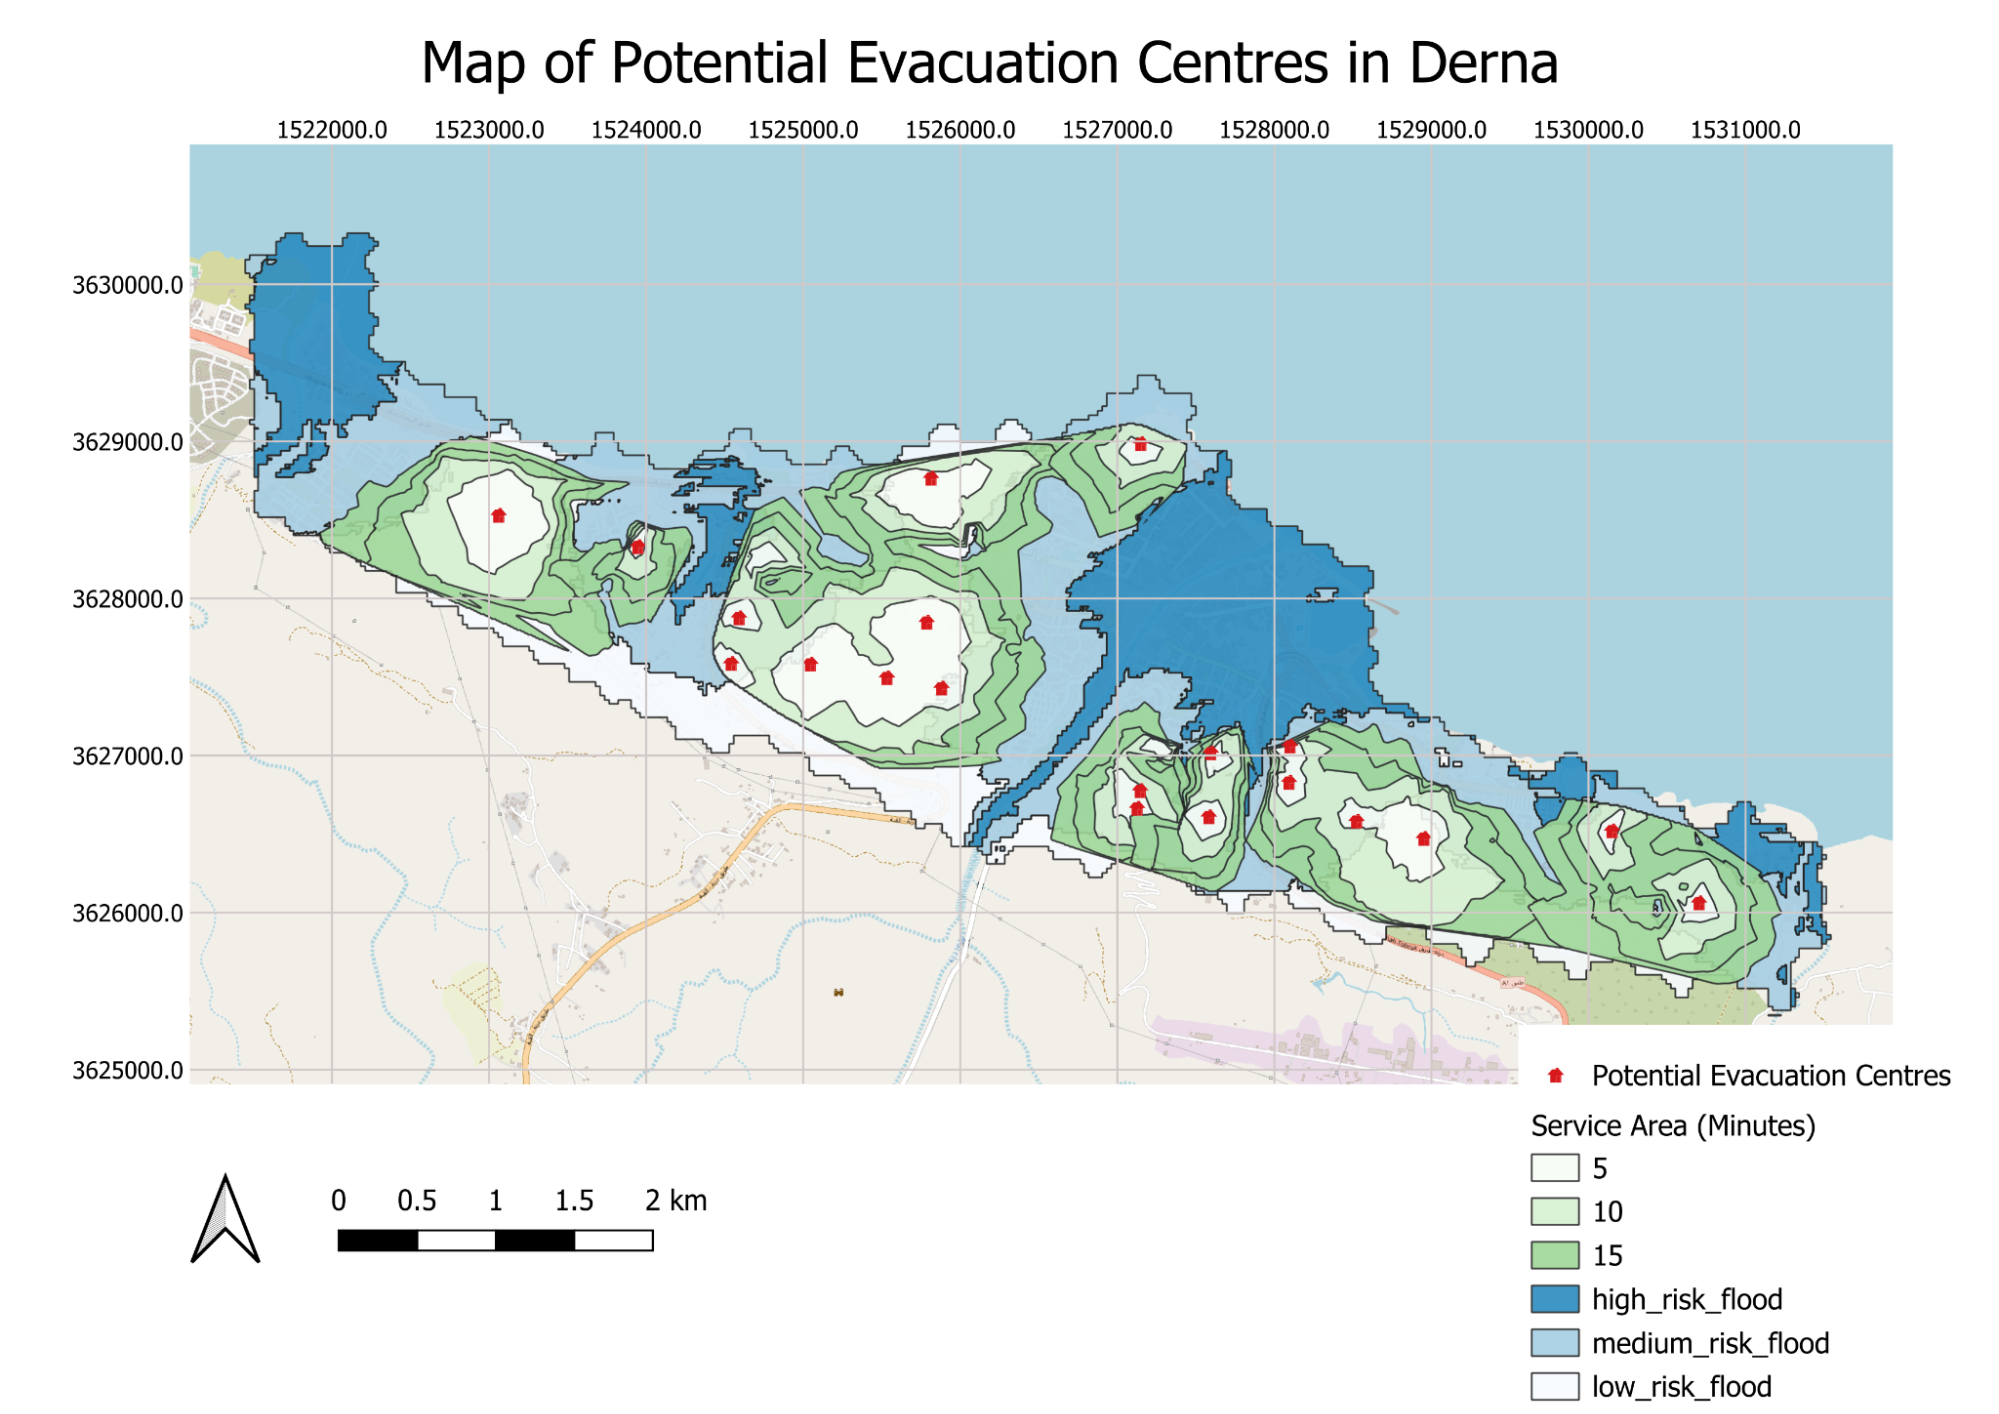 Map of Potential Evacuation Centres in Derna
1522000.0 1523000.0 1524000.0 1525000.0 1526000.0 1527000.0 1528000.0 1529000.0 1530000.0 1531000.0
3630000.0
3629000.0
3628000.0
3627000.0
3626000.0
3625000.0
A1
Potential Evacuation Centres
Service Area (Minutes)
5
10
15
high_risk_flood
medium_risk_flood
low_risk_flood
0 0.5 1 1.5 2 km